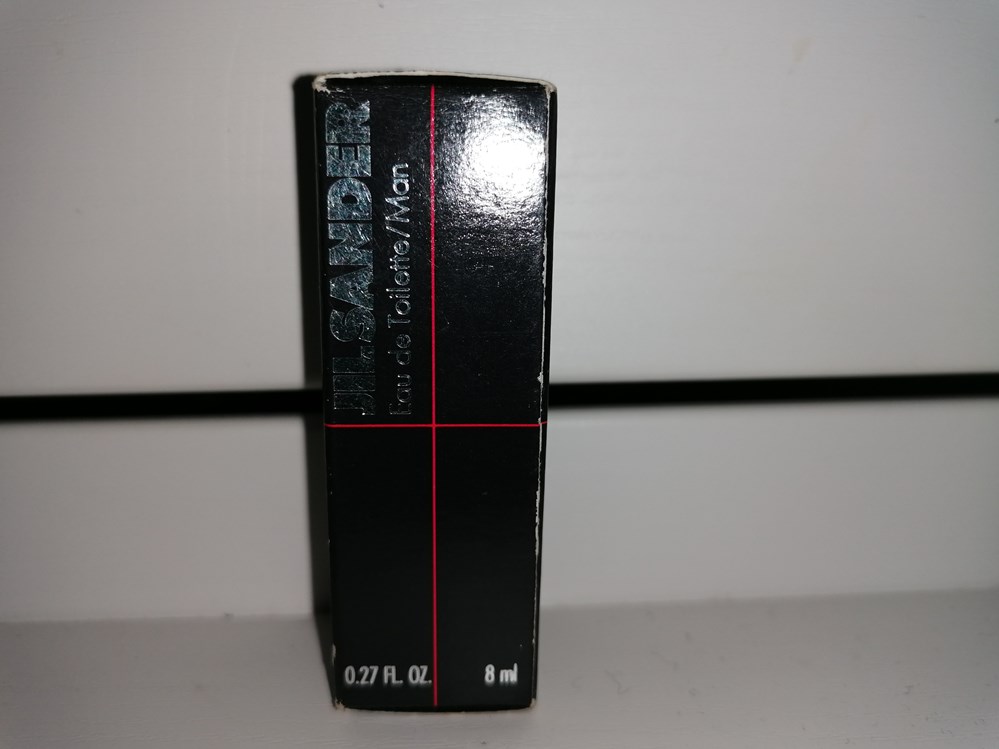 JIL SANDER
Eau de Toilette/Man
0.27 FL. OZ. 8 ml